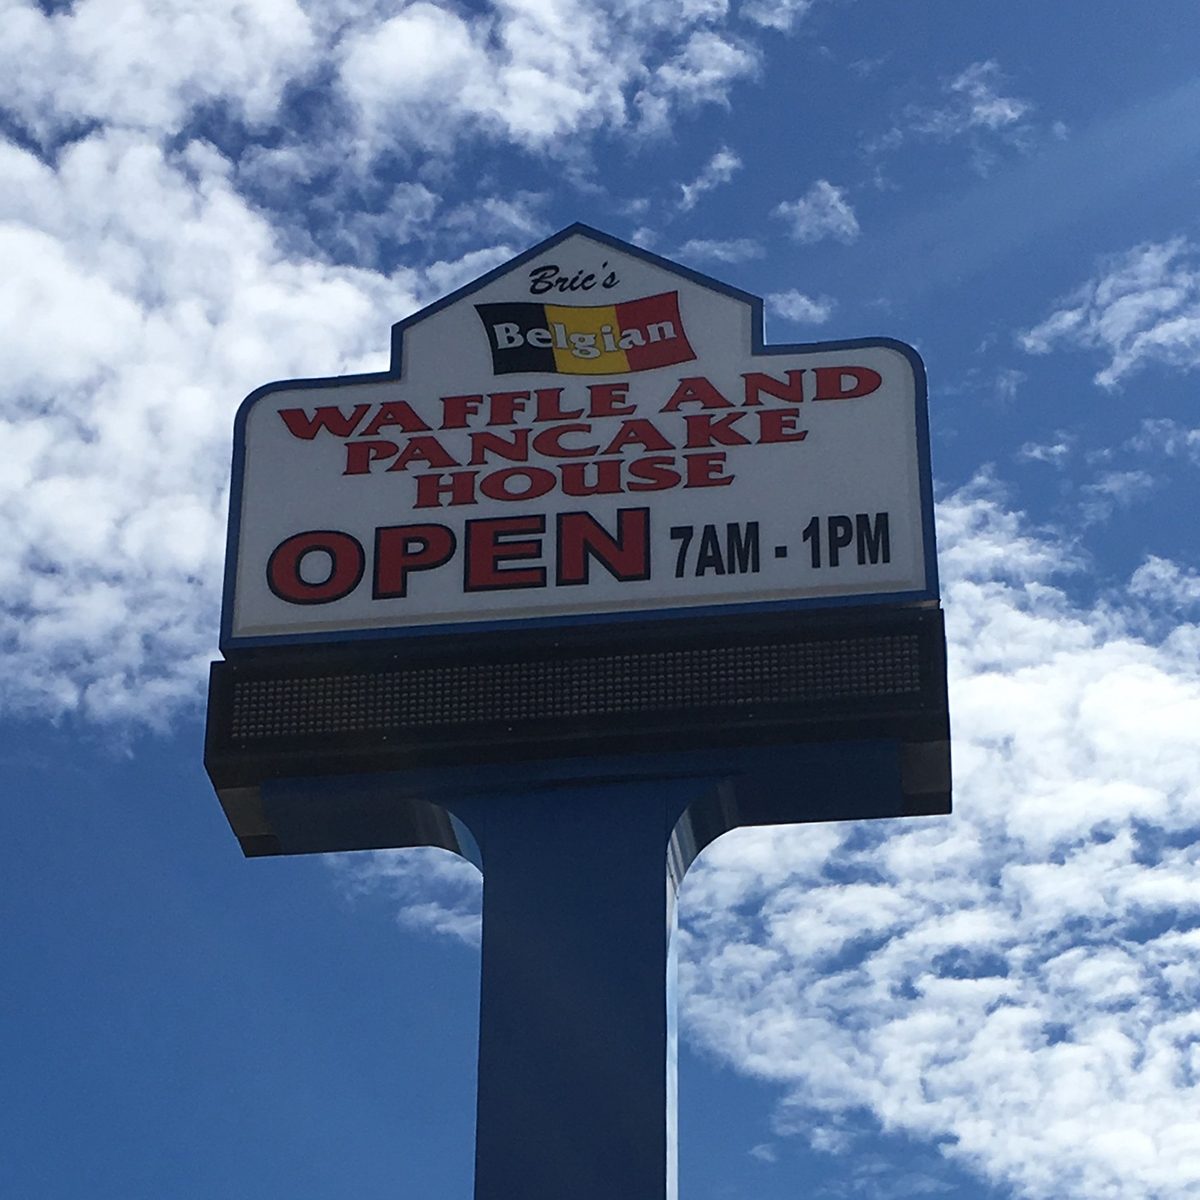 Bric's
Belgian
WAFFLE AND
PANCAKE
HOUSE
OPEN 7AM - 1PM